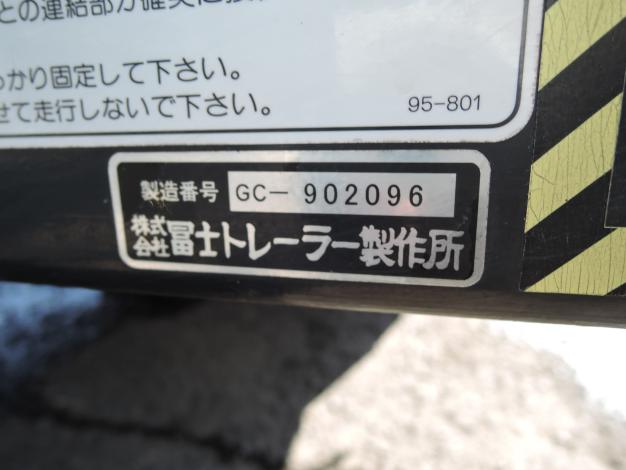 との連結部が確実に
っかり固定して下さい。
せて走行しないで下さい。
95-801
製造番号 GC- 902096
株式会社 冨士トレーラー製作所